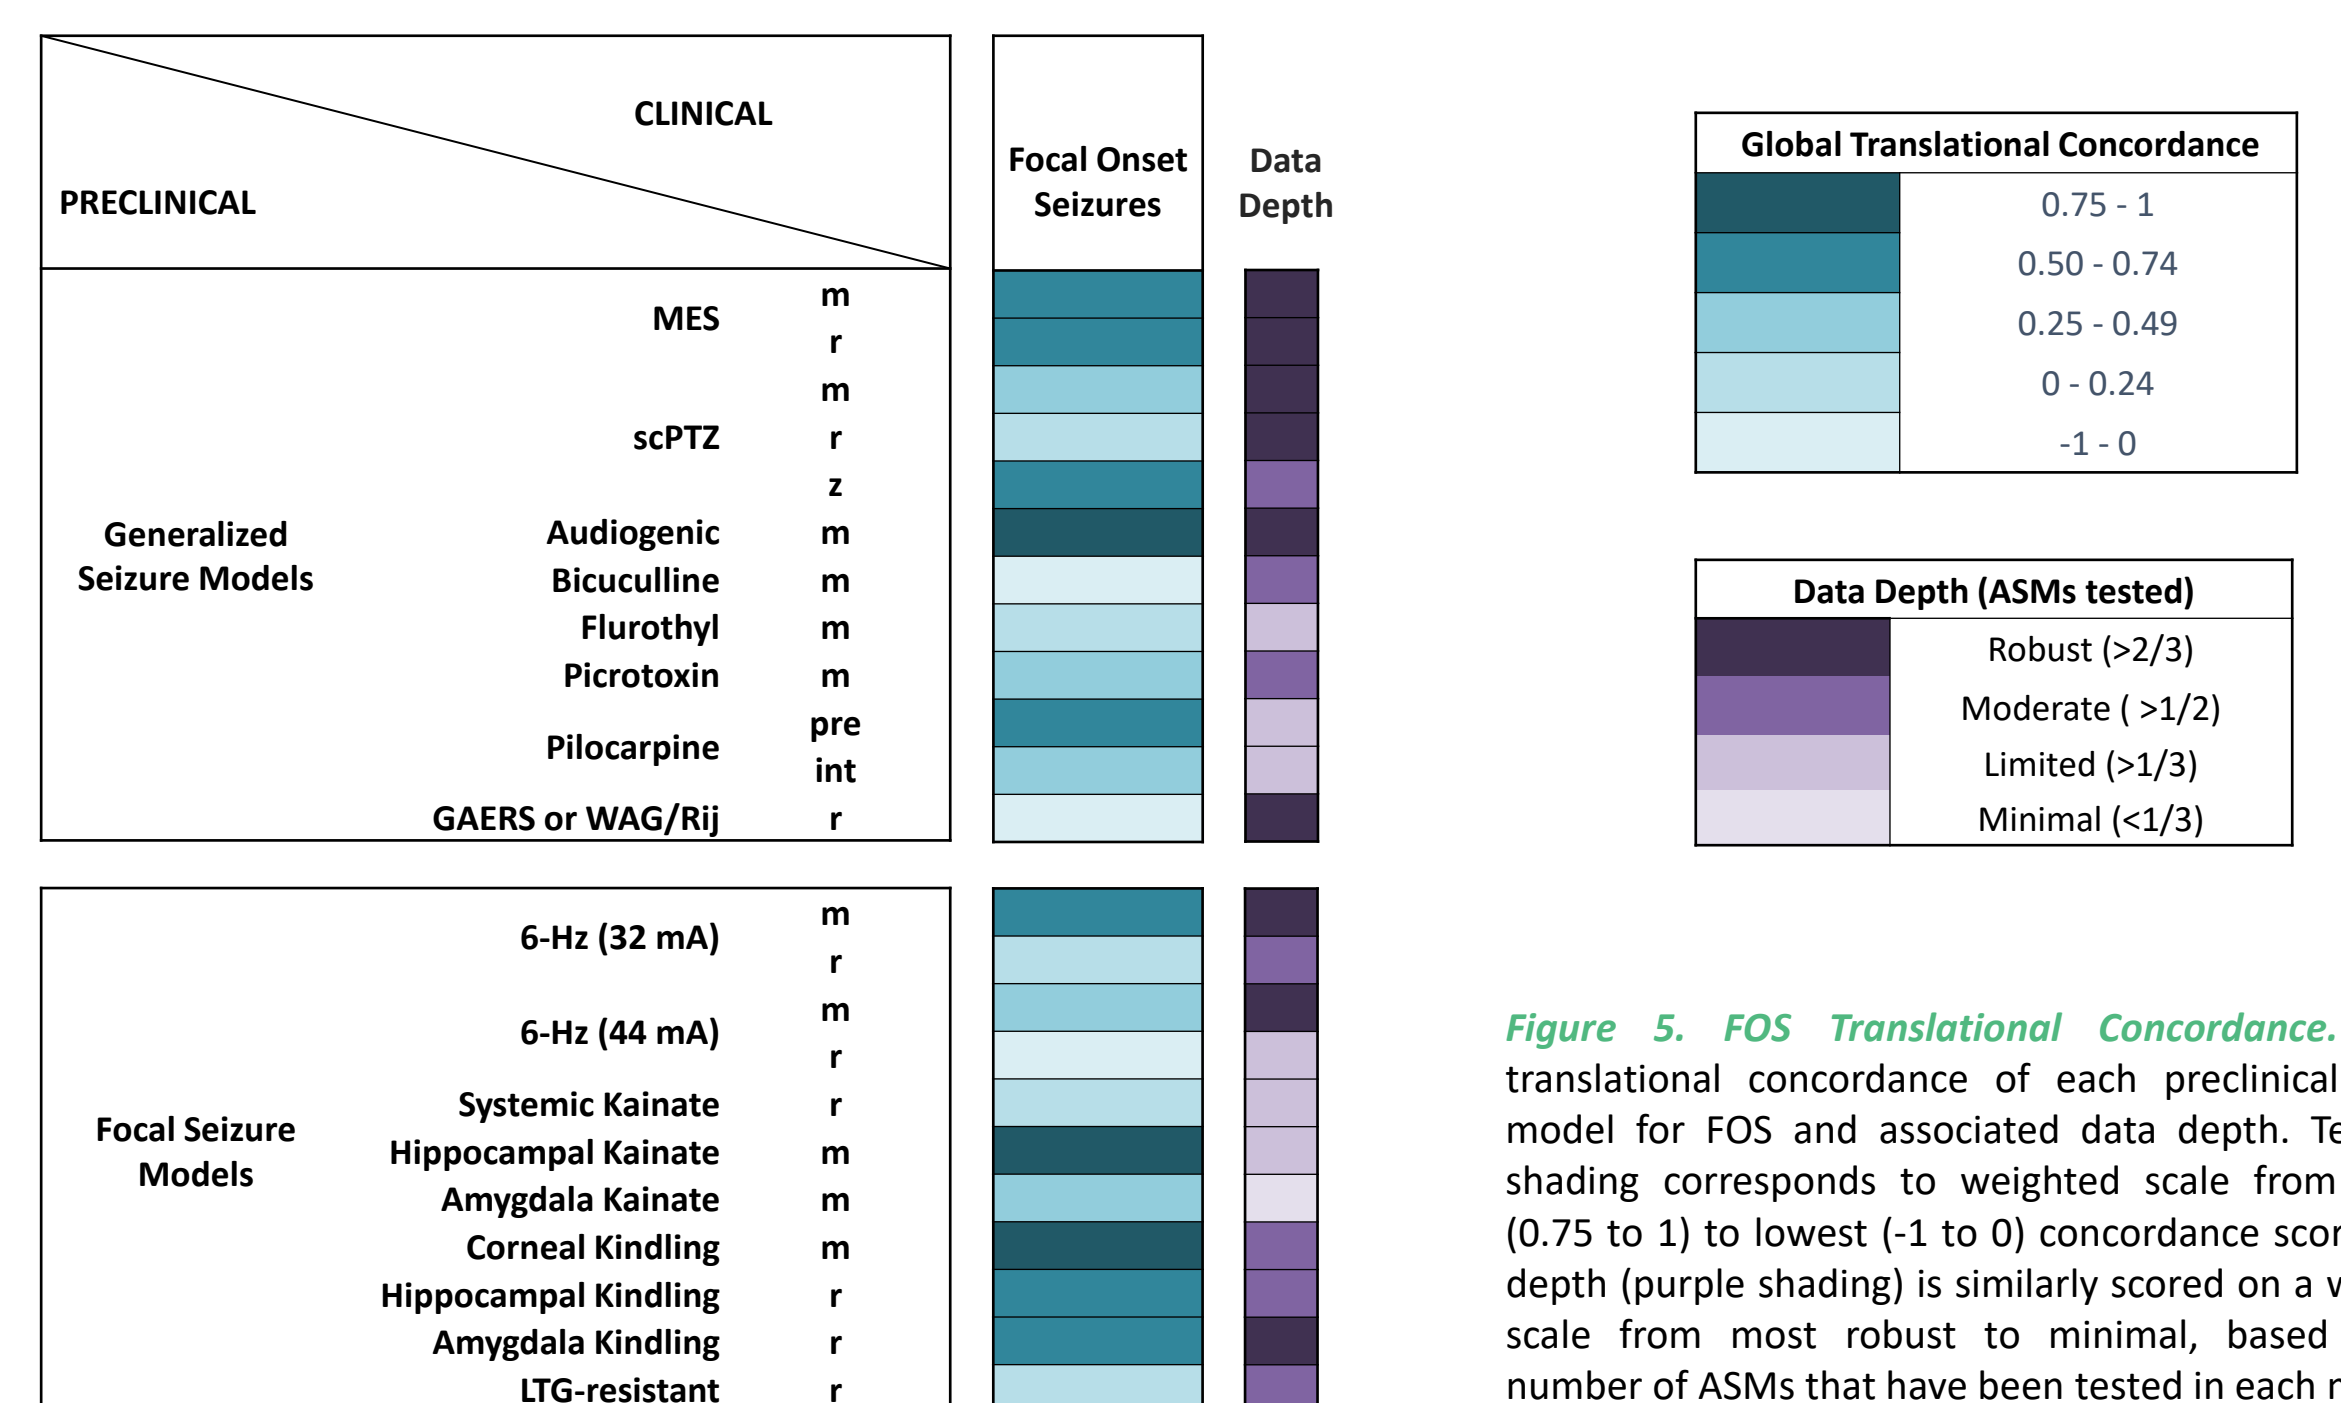 CLINICAL
PRECLINICAL
Focal Onset
Seizures
Data
Depth
Generalized
Seizure Models
MES
m
r
scPTZ
m
r
z
Audiogenic m
Bicuculline m
Flurothyl m
Picrotoxin m
Pilocarpine
pre
int
GAERS or WAG/Rij r
Focal Seizure
Models
6-Hz (32 mA)
m
r
6-Hz (44 mA)
m
r
Systemic Kainate r
Hippocampal Kainate m
Amygdala Kainate m
Corneal Kindling m
Hippocampal Kindling r
Amygdala Kindling r
LTG-resistant r
Global Translational Concordance
0.75 - 1
0.50 - 0.74
0.25 - 0.49
0 - 0.24
-1 - 0
Data Depth (ASMs tested)
Robust (>2/3)
Moderate ( >1/2)
Limited (>1/3)
Minimal (<1/3)
Figure 5. FOS Translational Concordance.
translational concordance of each preclinical
model for FOS and associated data depth.
shading corresponds to weighted scale from
(0.75 to 1) to lowest (-1 to 0) concordance
depth (purple shading) is similarly scored on a
scale from most robust to minimal, based
number of ASMs that have been tested in each